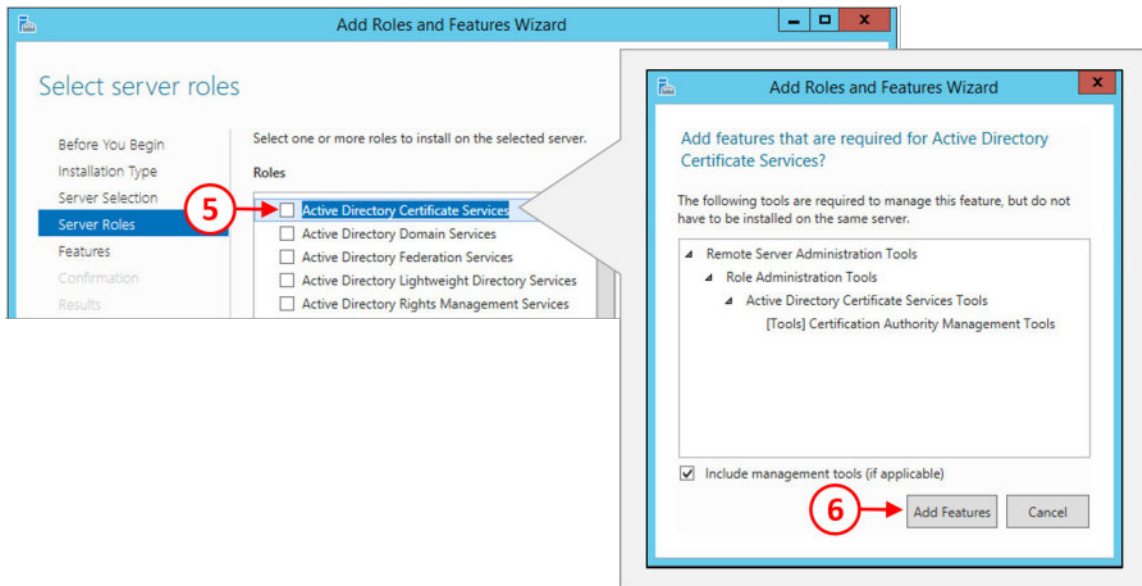 Add Roles and Features Wizard
Select server roles
Before You Begin
Installation Type
Server Selection
Server Roles
Features
Confirmation
Results
Select one or more roles to install on the selected server.
Roles
5
Active Directory Certificate Services
Active Directory Domain Services
Active Directory Federation Services
Active Directory Lightweight Directory Services
Active Directory Rights Management Services
Add Roles and Features Wizard
X
Add features that are required for Active Directory
Certificate Services?
The following tools are required to manage this feature, but do not
have to be installed on the same server.
Remote Server Administration Tools
Role Administration Tools
Active Directory Certificate Services Tools
[Tools] Certification Authority Management Tools
Include management tools (if applicable)
6
Add Features
Cancel